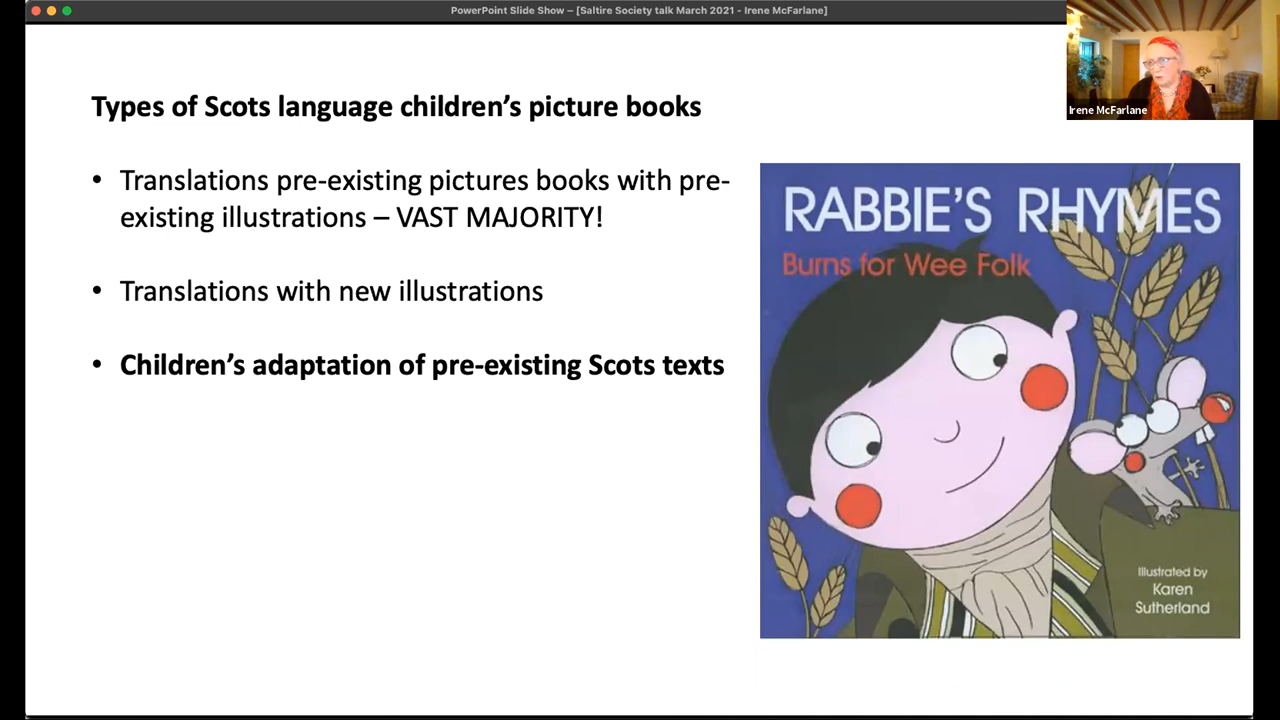 PowerPoint Slide Show – [Saltire Society talk March 2021 - Irene McFarlane]
Irene McFarlane
Types of Scots language children's picture books
• Translations pre-existing pictures books with pre-
existing illustrations – VAST MAJORITY!
• Translations with new illustrations
• Children's adaptation of pre-existing Scots texts
RABBIE'S RHYMES
Burns for Wee Folk
Illustrated by
Karen
Sutherland